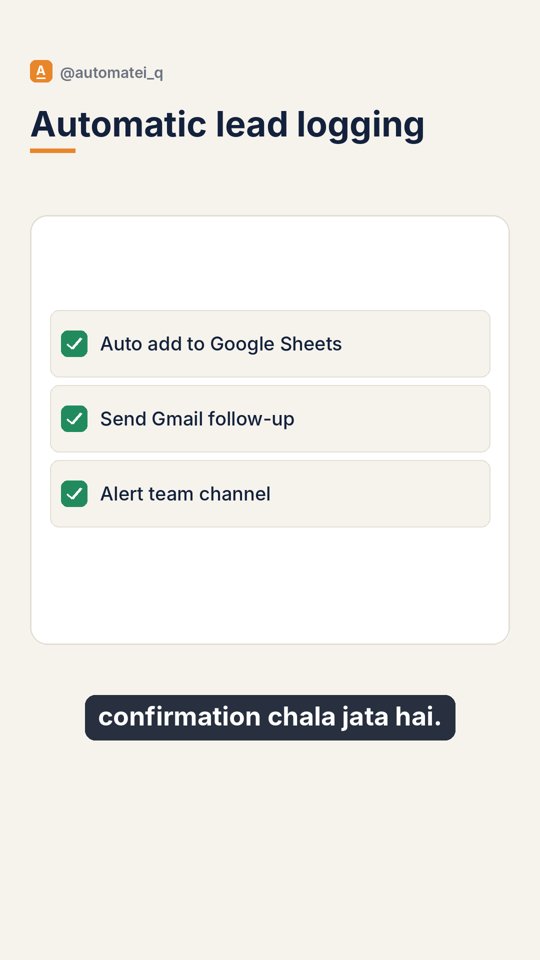 A @automatei_q
Automatic lead logging
Auto add to Google Sheets
Send Gmail follow-up
Alert team channel
confirmation chala jata hai.